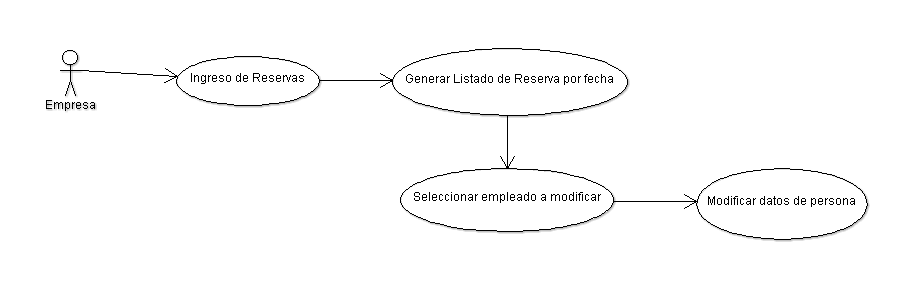 Empresa
Ingreso de Reservas
Generar Listado de Reserva por fecha
Seleccionar empleado a modificar
Modificar datos de persona